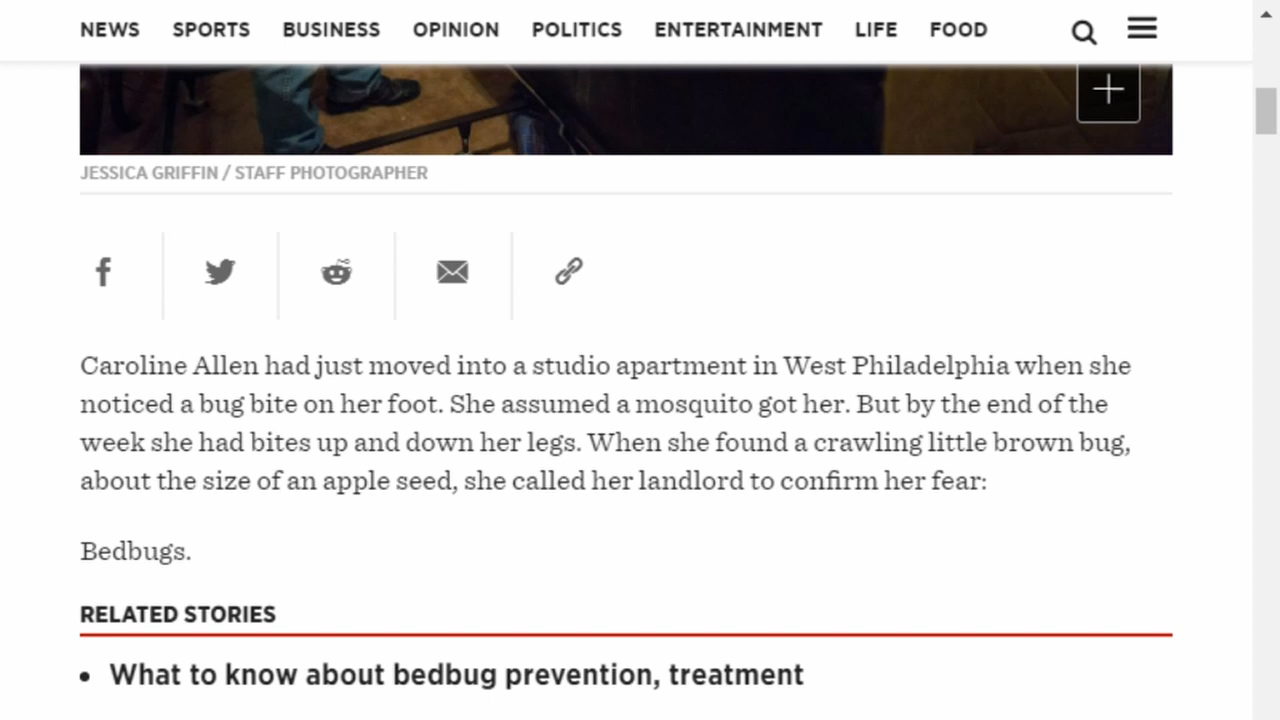 NEWS SPORTS BUSINESS OPINION POLITICS ENTERTAINMENT LIFE FOOD
JESSICA GRIFFIN / STAFF PHOTOGRAPHER
Caroline Allen had just moved into a studio apartment in West Philadelphia when she
noticed a bug bite on her foot. She assumed a mosquito got her. But by the end of the
week she had bites up and down her legs. When she found a crawling little brown bug,
about the size of an apple seed, she called her landlord to confirm her fear:
Bedbugs.
RELATED STORIES
• What to know about bedbug prevention, treatment